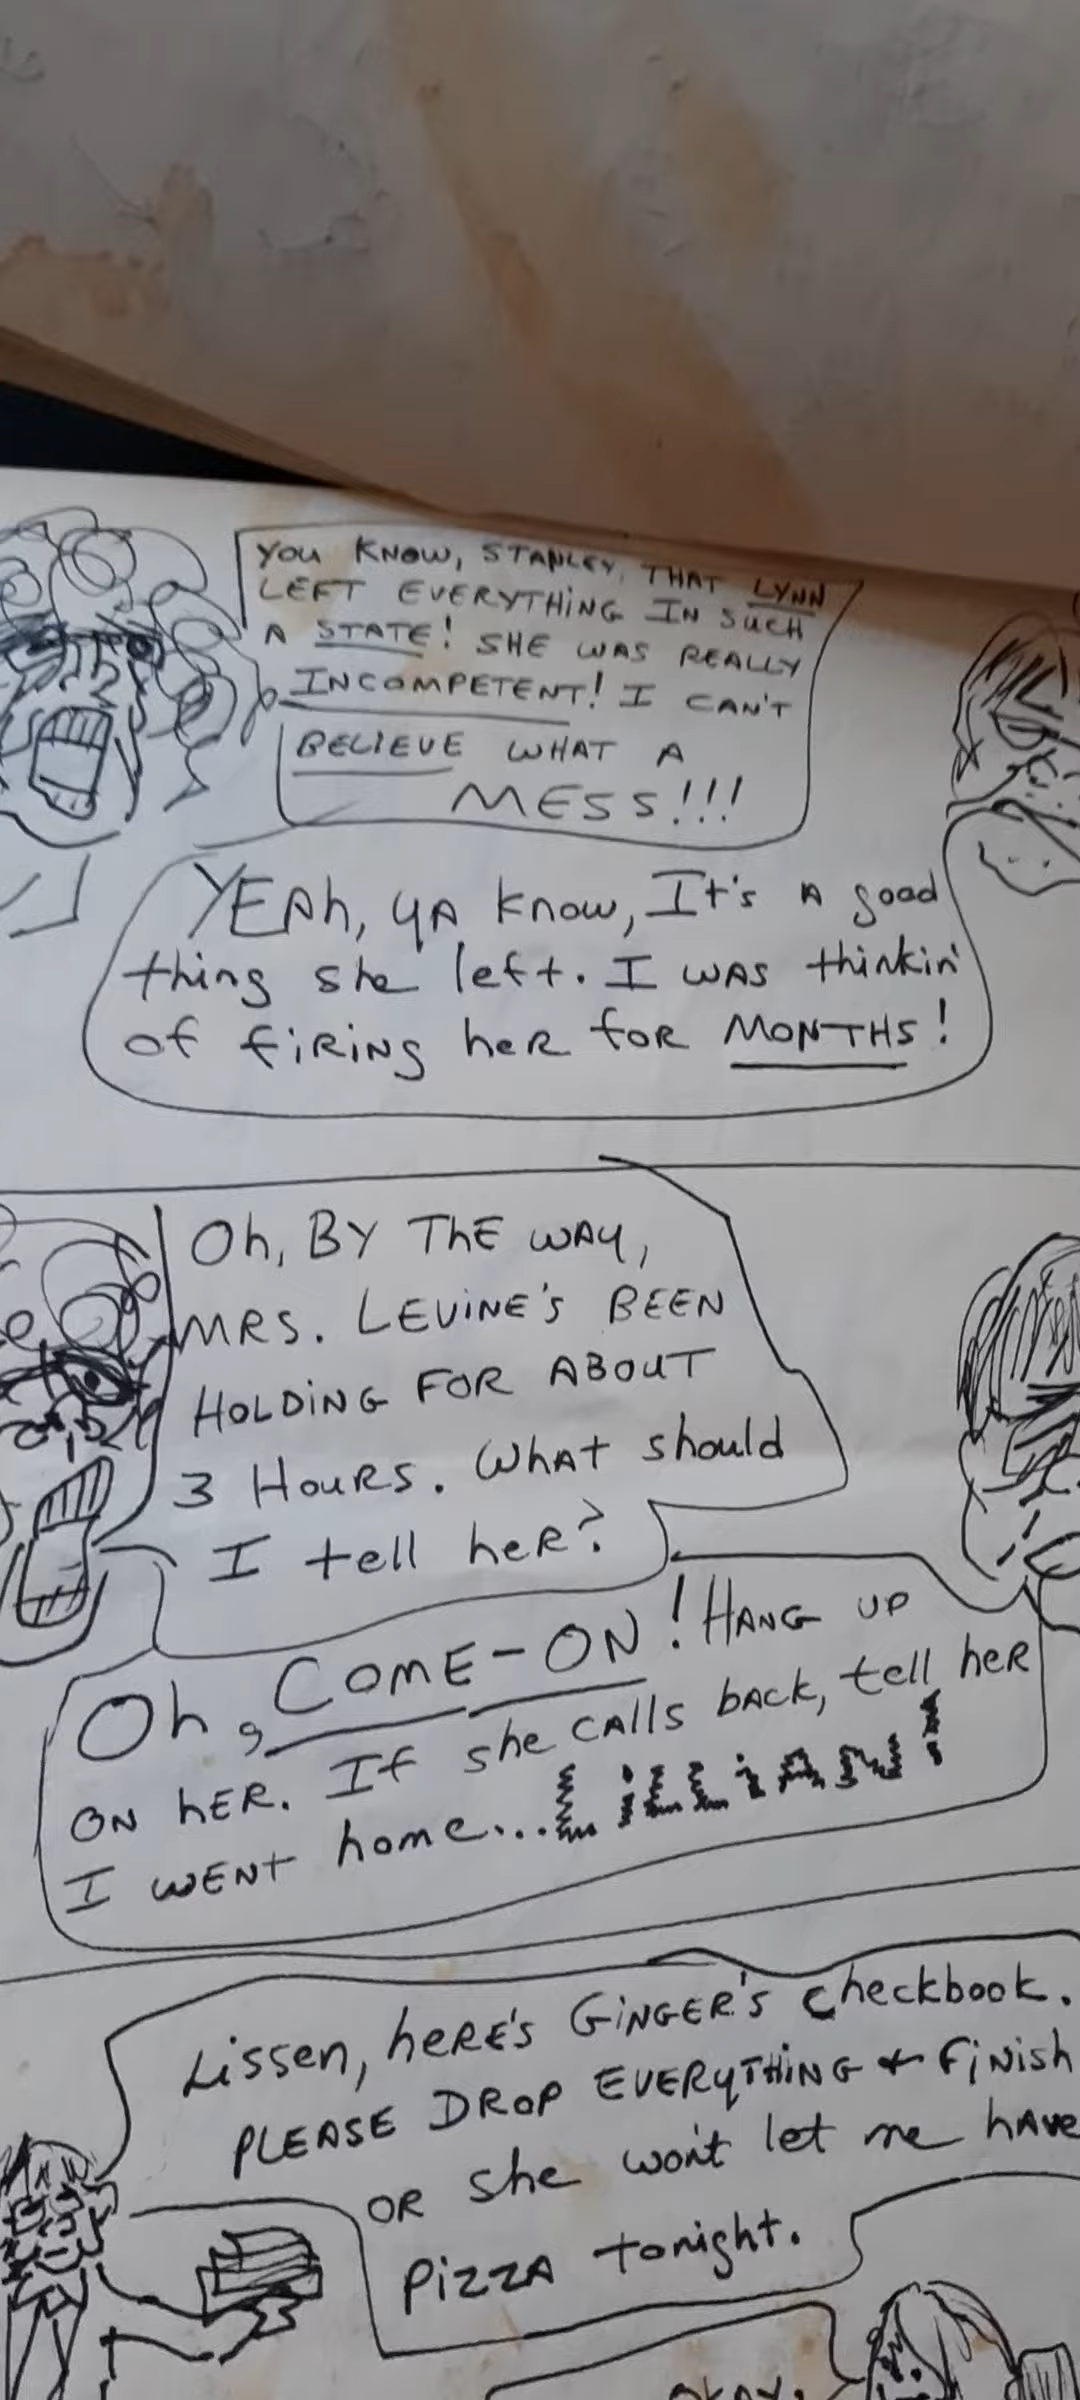 YOU KNOW, STANLEY, THAT LYNN
LEFT EVERYTHING IN SUCH
A STATE! SHE WAS REALLY
INCOMPETENT! I CAN'T
BELIEVE WHAT A
MESS!!!
YEAh, yA know, It's A good
thing she left. I WAS thinkin'
of fiRiNg heR foR MONTHS!
Oh, BY ThE WAy,
MRS. LEVINE'S BEEN
HOLDiNG FOR ABOUT
3 HOURS. WhAT should
I tell heR?
Oh, COME-ON! HANG UP
ON hER. If she CAlls bACK, tell heR
I WENt home...LiLLiAN!
Lissen, hERE'S GiNGER'S checkbook.
PLEASE DROP EVERyTHiNG & FiNish
OR she won't let me hAVE
PiZZA tonight.
okAy.